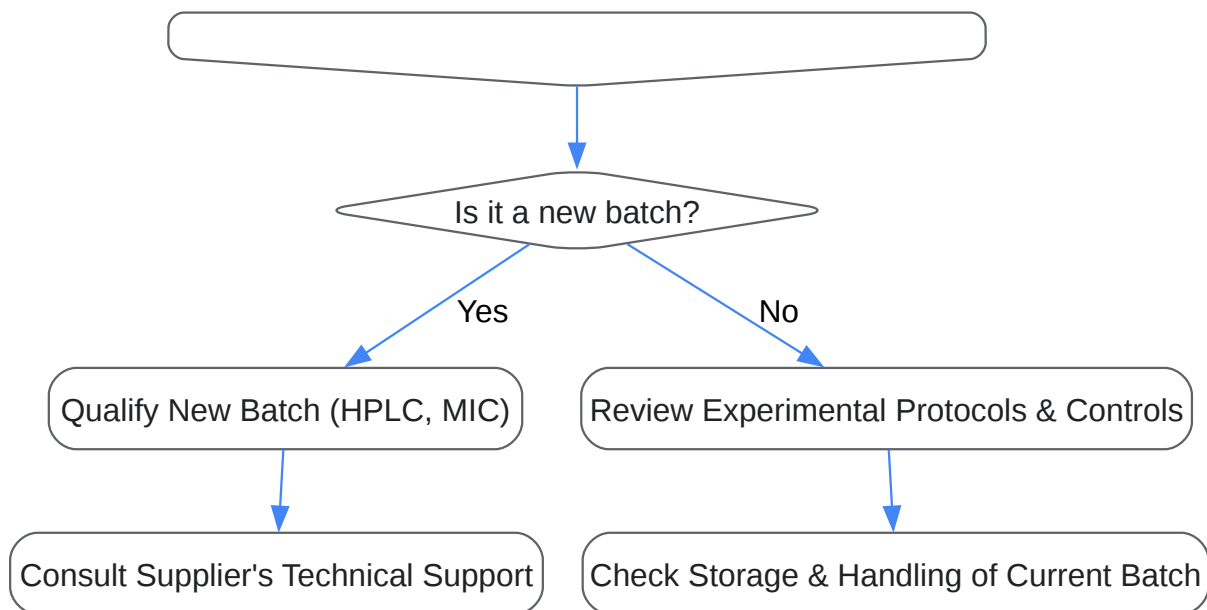 Is it a new batch?
Yes
No
Qualify New Batch (HPLC, MIC)
Review Experimental Protocols & Controls
Consult Supplier's Technical Support
Check Storage & Handling of Current Batch